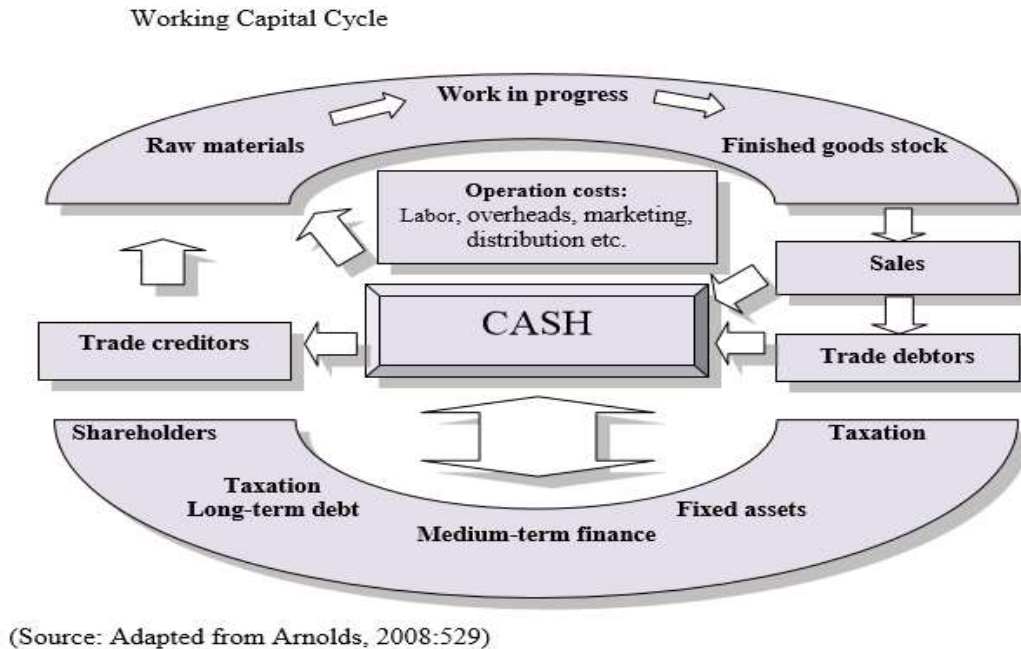 Working Capital Cycle
Work in progress
Raw materials
Finished goods stock
Operation costs:
Labor, overheads, marketing,
distribution etc.
Sales
CASH
Trade creditors
Trade debtors
Shareholders
Taxation
Taxation
Long-term debt
Fixed assets
Medium-term finance
(Source: Adapted from Arnolds, 2008:529)